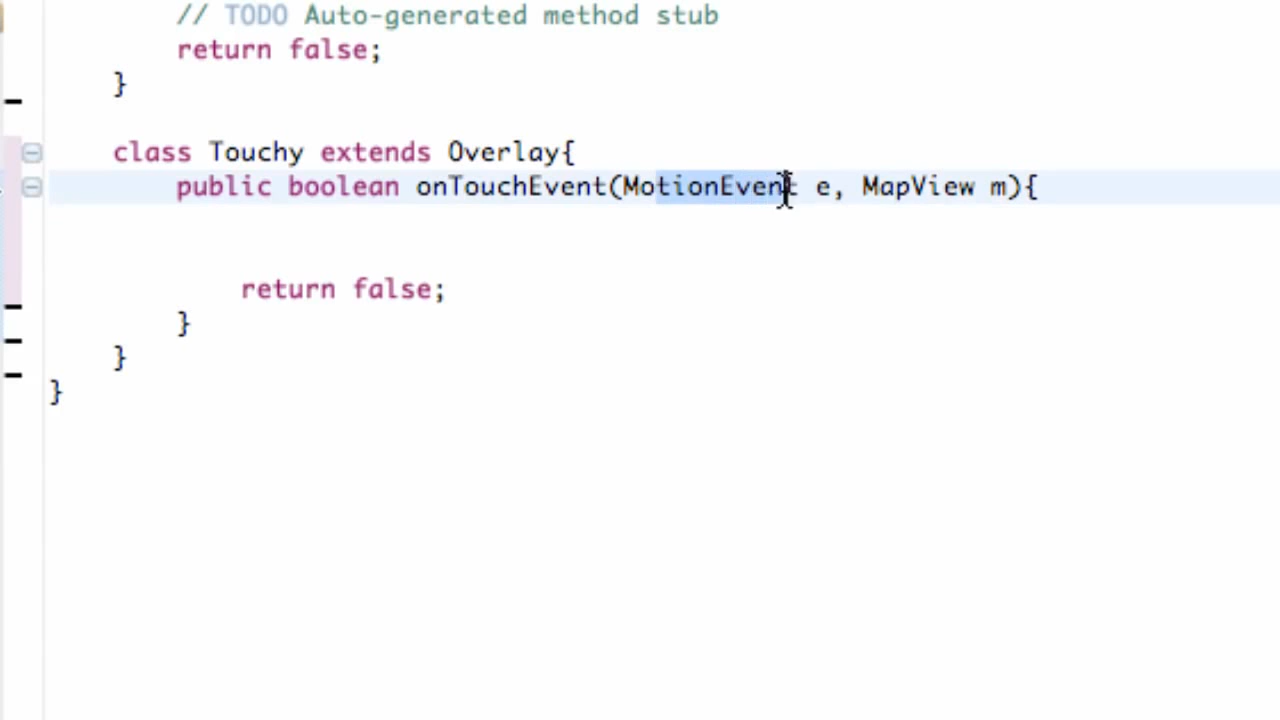 // TODO Auto-generated method stub
return false;
}
class Touchy extends Overlay{
public boolean onTouchEvent(MotionEvent e, MapView m){
return false;
}
}
}